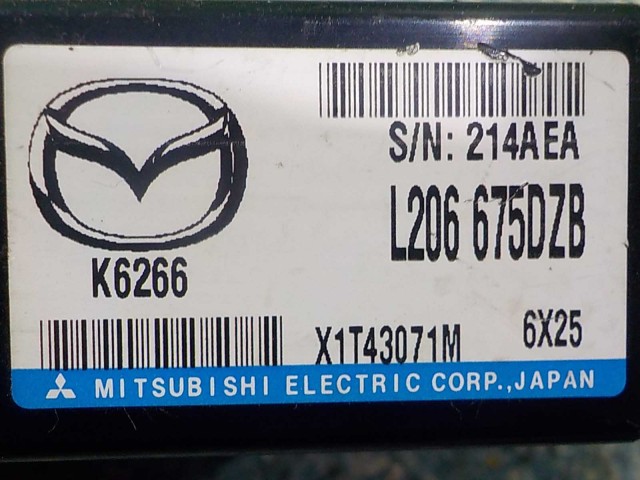 S/N: 214AEA
L206 675DZB
K6266
X1T43071M 6X25
MITSUBISHI ELECTRIC CORP.,JAPAN